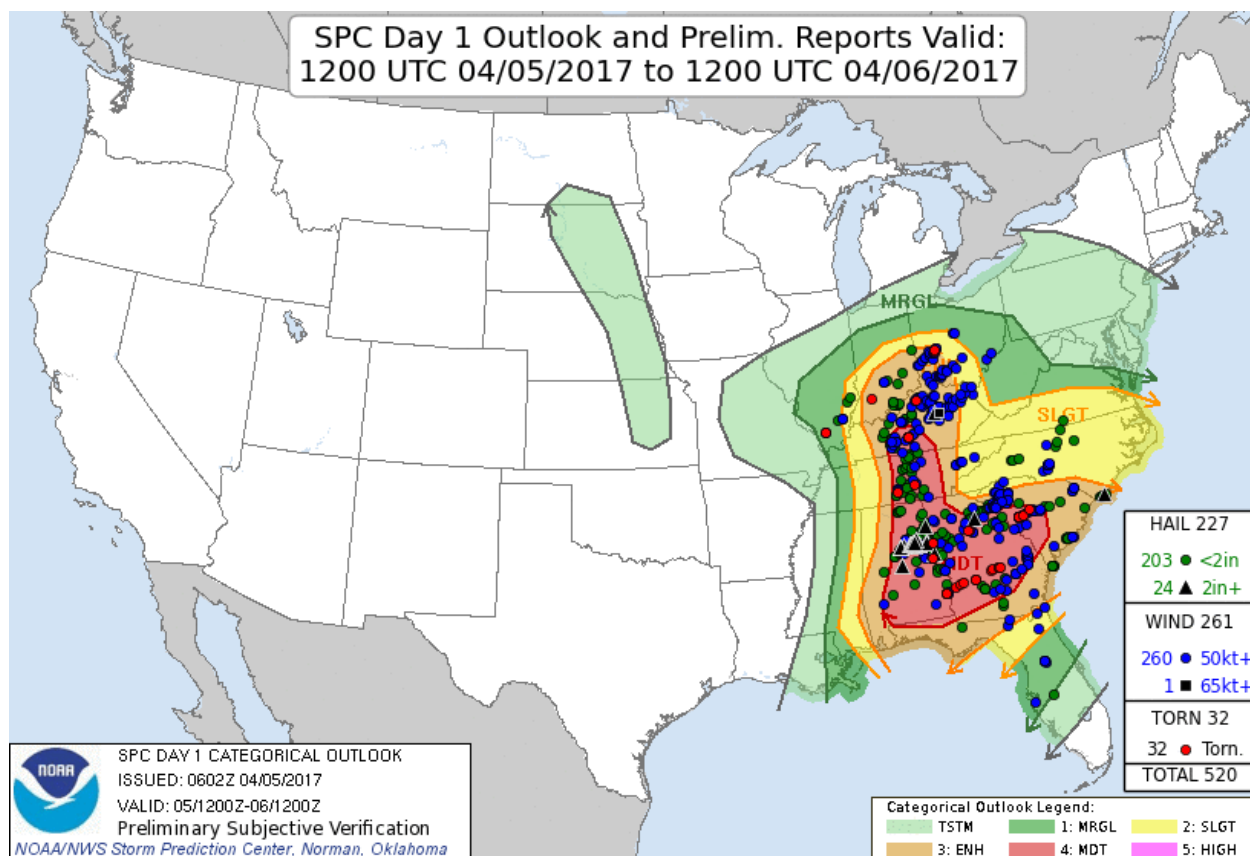 SPC Day 1 Outlook and Prelim. Reports Valid:
1200 UTC 04/05/2017 to 1200 UTC 04/06/2017
MRGL
SLGT
MDT
HAIL 227
203 <2in
24 2in+
WIND 261
260 50kt+
1 65kt+
TORN 32
32 Torn.
TOTAL 520
NOAA
SPC DAY 1 CATEGORICAL OUTLOOK
ISSUED: 0602Z 04/05/2017
VALID: 05/1200Z-06/1200Z
Preliminary Subjective Verification
NOAA/NWS Storm Prediction Center, Norman, Oklahoma
Categorical Outlook Legend:
TSTM 1: MRGL 2: SLGT
3: ENH 4: MDT 5: HIGH